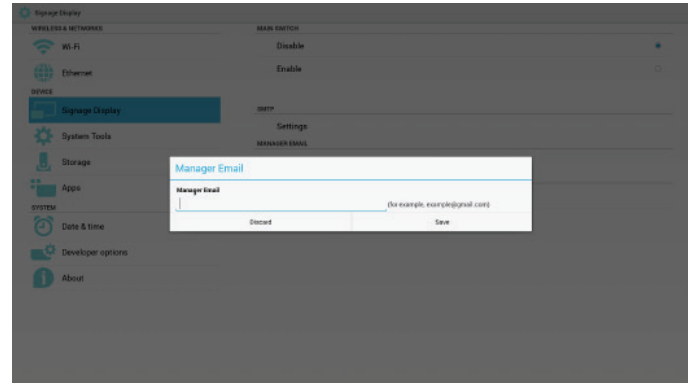 Signage Display
WIRELESS & NETWORKS
Wi-Fi
Ethernet
DEVICE
Signage Display
System Tools
Storage
Apps
SYSTEM
Date & time
Developer options
About
MAIN SWITCH
Disable
Enable
SMTP
Settings
MANAGER EMAIL
Manager Email
Manager Email
(for example, example@gmail.com)
Discard Save